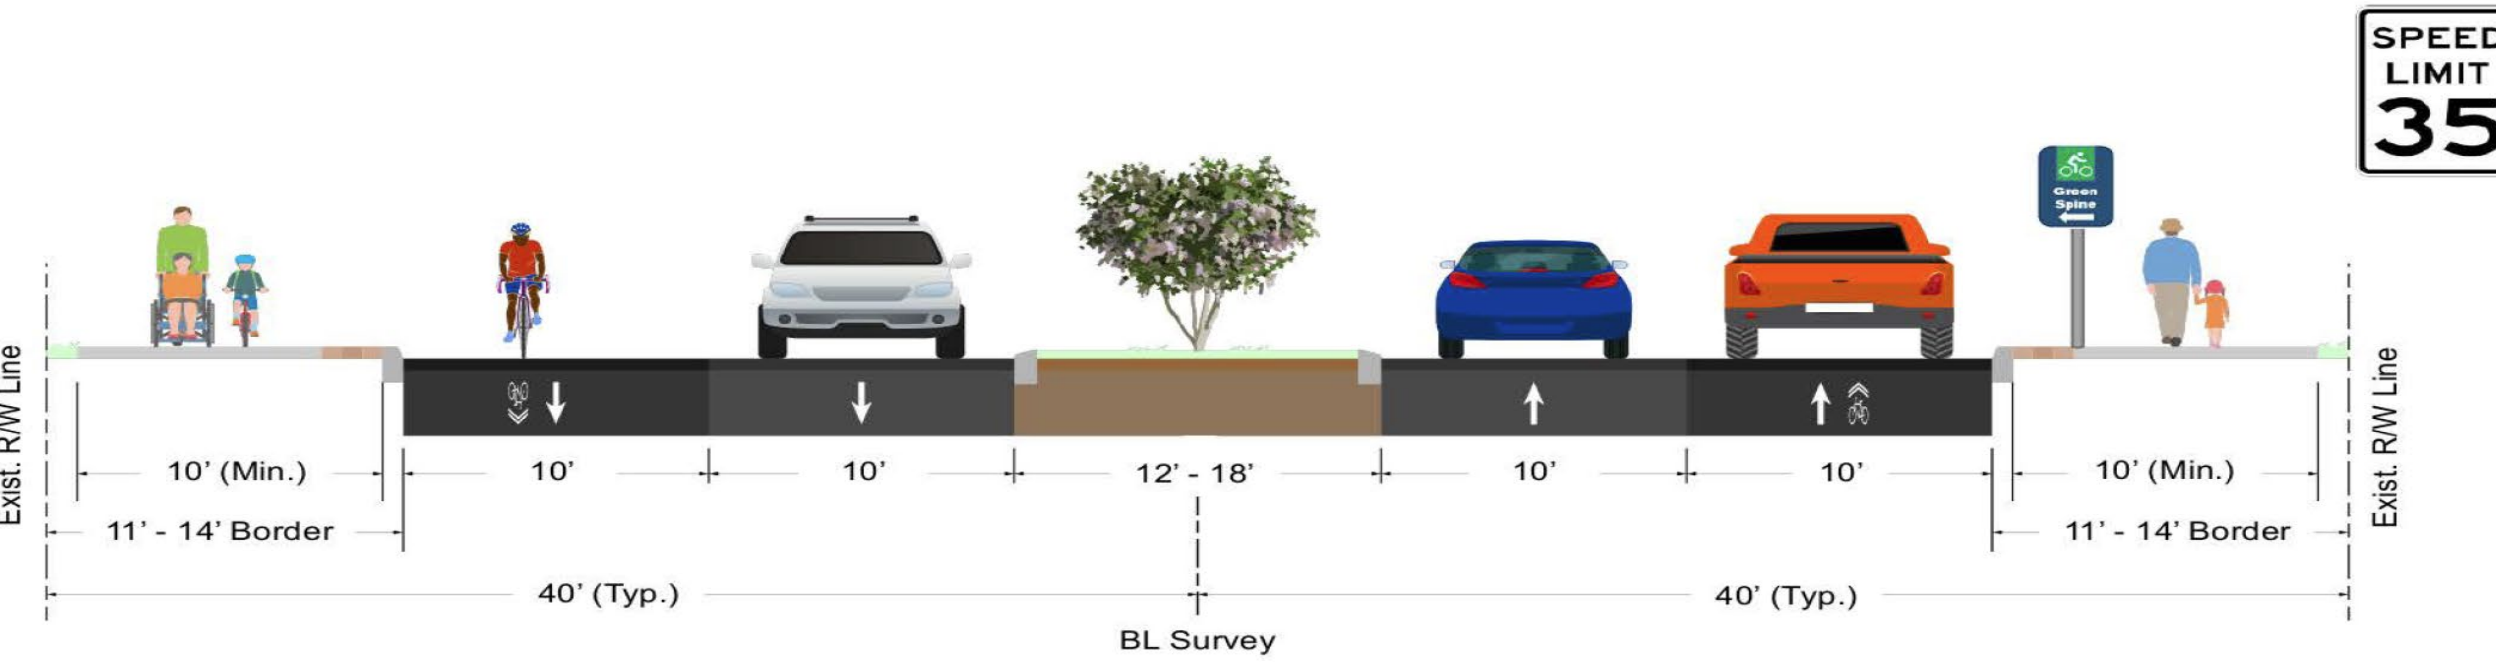 SPEED
LIMIT
35
Green
Spine
Exist. R/W Line
Exist. R/W Line
10’ (Min.)
10’
10’
12’ - 18’
10’
10’
10’ (Min.)
11’ - 14’ Border
11’ - 14’ Border
40’ (Typ.)
40’ (Typ.)
BL Survey